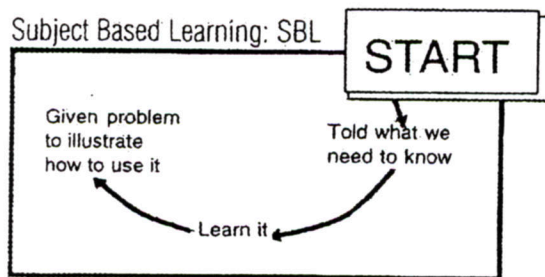 Subject Based Learning: SBL
START
Told what we
need to know
Learn it
Given problem
to illustrate
how to use it